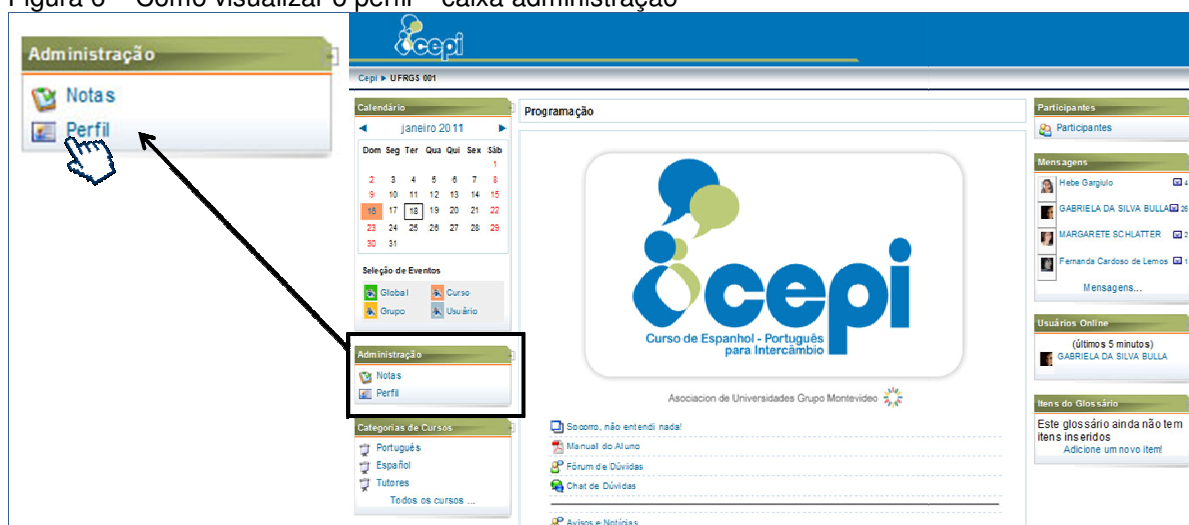 Figura 6 – Como visualizar o perfil – caixa administração
Administração
Notas
Perfil
cepi
Cepi ► UFRGS 001
Calendário
janeiro 2011
Dom Seg Ter Qua Qui Sex Sáb
1
2 3 4 5 6 7 8
9 10 11 12 13 14 15
16 17 18 19 20 21 22
23 24 25 26 27 28 29
30 31
Seleção de Eventos
Global Curso
Grupo Usuário
Administração
Notas
Perfil
Categorias de Cursos
Português
Español
Tutores
Todos os cursos ...
Programação
cepi
Curso de Espanhol - Português
para Intercâmbio
Asociacion de Universidades Grupo Montevideo
Socorro, não entendi nada!
Manual do Aluno
Fórum de Dúvidas
Chat de Dúvidas
Avisos e Notícias
Participantes
Participantes
Mensagens
Hebe Gargiulo 4
GABRIELA DA SILVA BULLA 26
MARGARETE SCHLATTER 2
Fernanda Cardoso de Lemos 1
Mensagens...
Usuários Online
(últimos 5 minutos)
GABRIELA DA SILVA BULLA
Itens do Glossário
Este glossário ainda não tem
itens inseridos
Adicione um novo item!